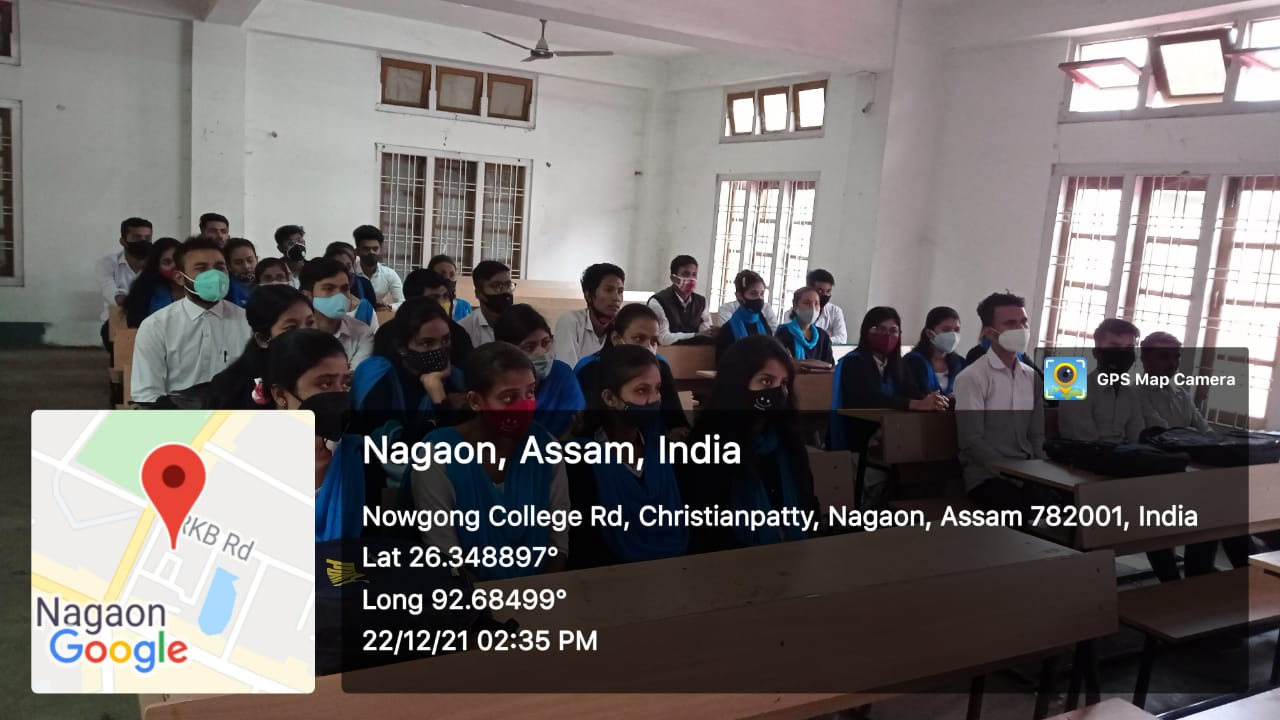 GPS Map Camera
Nagaon, Assam, India
Nowgong College Rd, Christianpatty, Nagaon, Assam 782001, India
Lat 26.348897°
Long 92.68499°
22/12/21 02:35 PM
RKB Rd
Nagaon
Google